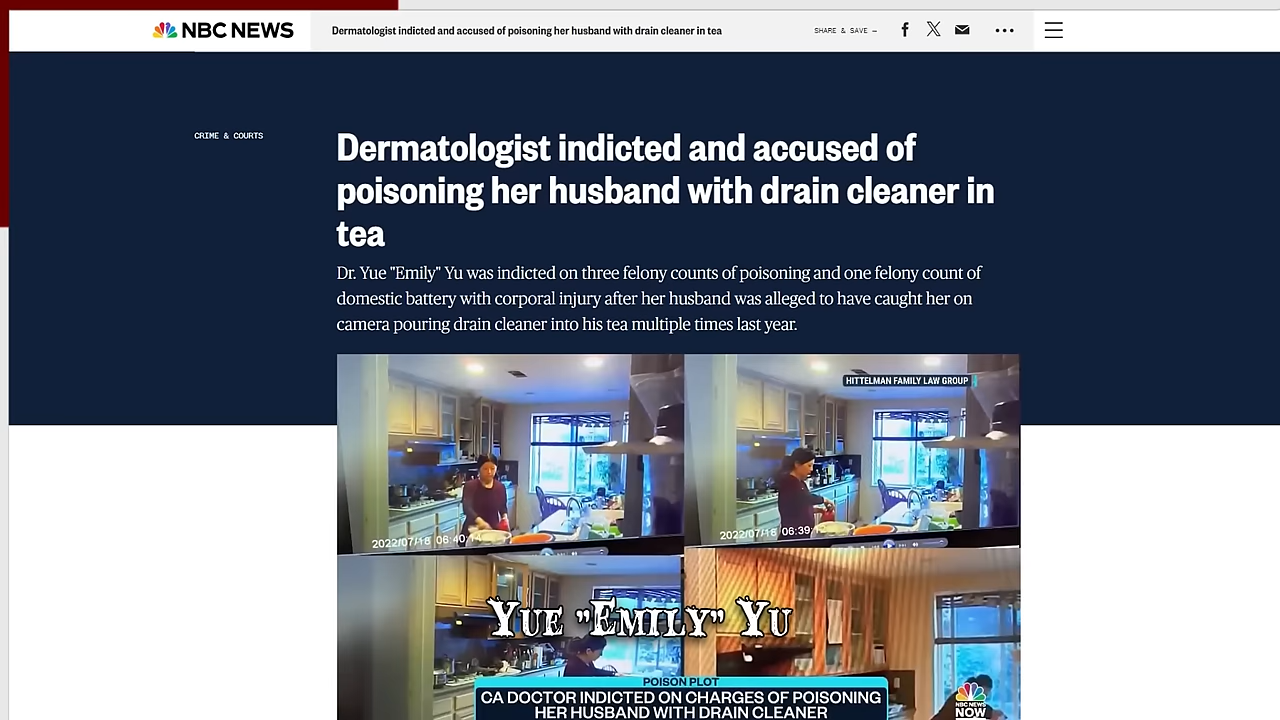 NBC NEWS
Dermatologist indicted and accused of poisoning her husband with drain cleaner in tea
SHARE & SAVE —
CRIME & COURTS
Dermatologist indicted and accused of
poisoning her husband with drain cleaner in
tea
Dr. Yue "Emily" Yu was indicted on three felony counts of poisoning and one felony count of
domestic battery with corporal injury after her husband was alleged to have caught her on
camera pouring drain cleaner into his tea multiple times last year.
HITTELMAN FAMILY LAW GROUP
2022/07/18 06:40
2022/07/18 06:39
YUE "EMILY" YU
POISON PLOT
CA DOCTOR INDICTED ON CHARGES OF POISONING
HER HUSBAND WITH DRAIN CLEANER
NBC NEWS
NOW